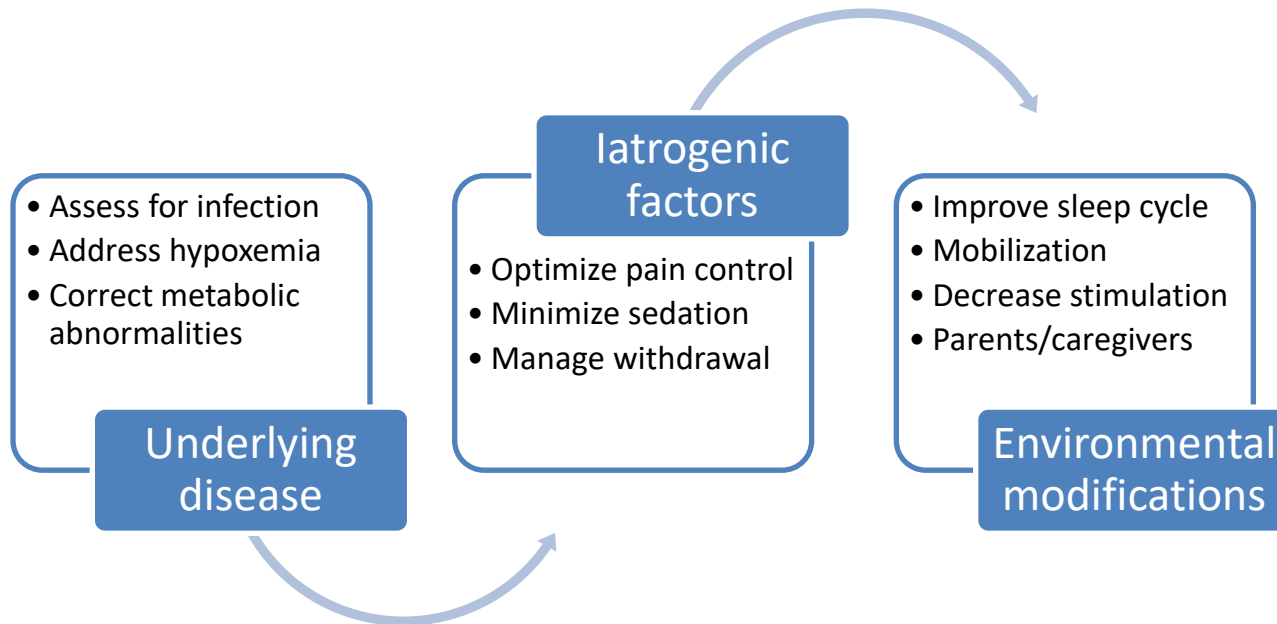 • Assess for infection
• Address hypoxemia
• Correct metabolic
abnormalities
Underlying
disease
Iatrogenic
factors
• Optimize pain control
• Minimize sedation
• Manage withdrawal
• Improve sleep cycle
• Mobilization
• Decrease stimulation
• Parents/caregivers
Environmental
modifications